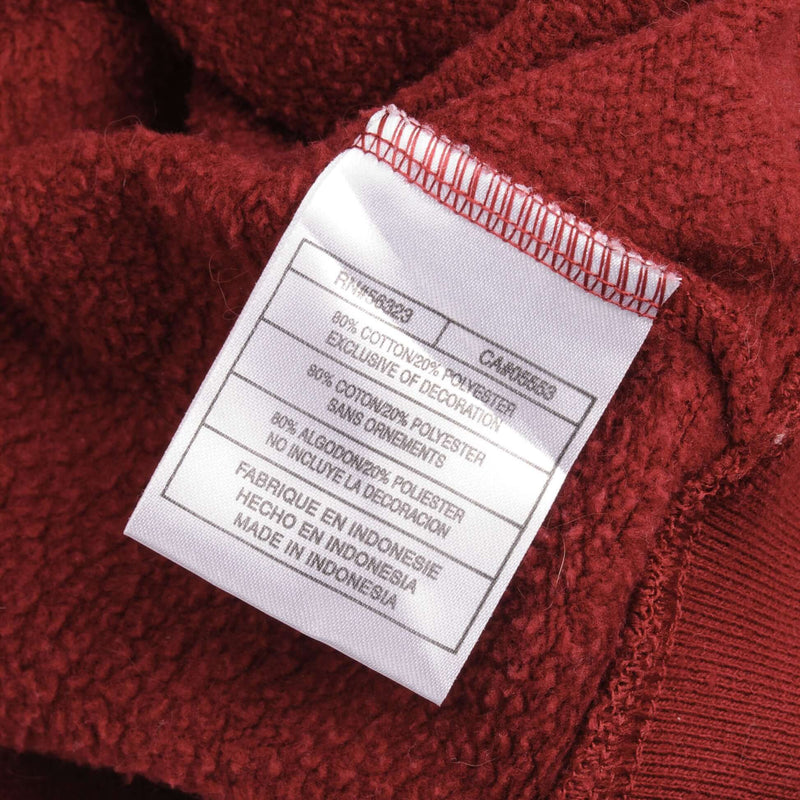 RN#56323
CA#05553
80% COTTON/20% POLYESTER
EXCLUSIVE OF DECORATION
80% COTON/20% POLYESTER
SANS ORNEMENTS
80% ALGODON/20% POLIESTER
NO INCLUYE LA DECORACION
FABRIQUE EN INDONESIE
HECHO EN INDONESIA
MADE IN INDONESIA